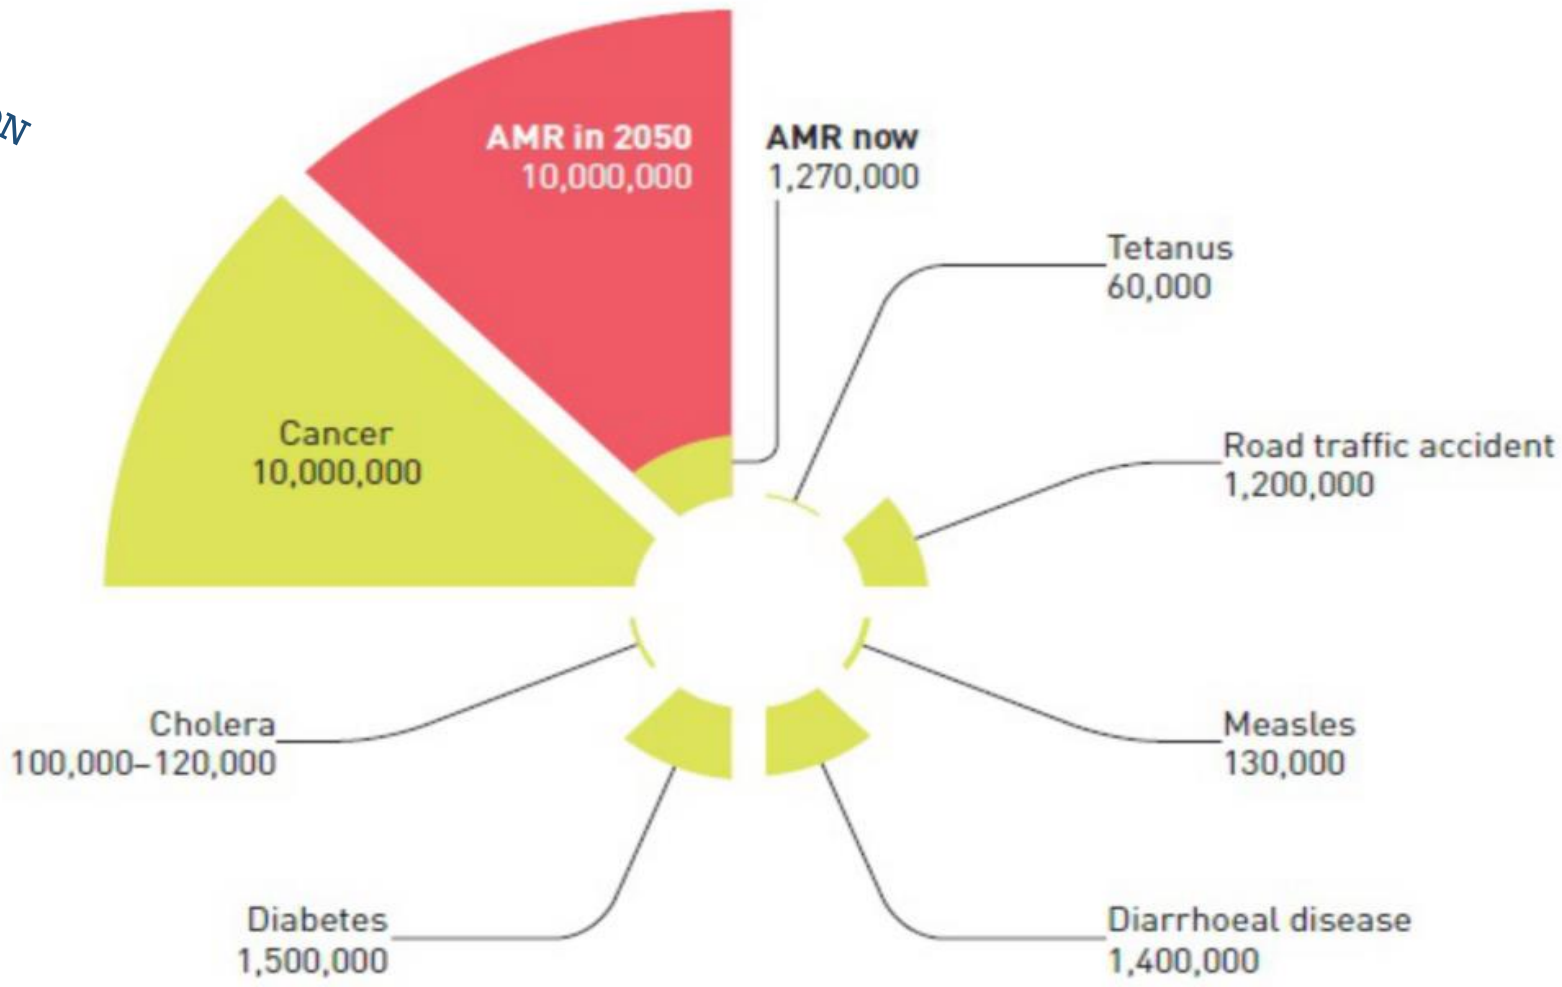 ON
AMR in 2050
10,000,000
AMR now
1,270,000
Tetanus
60,000
Road traffic accident
1,200,000
Measles
130,000
Diarrhoeal disease
1,400,000
Diabetes
1,500,000
Cholera
100,000–120,000
Cancer
10,000,000